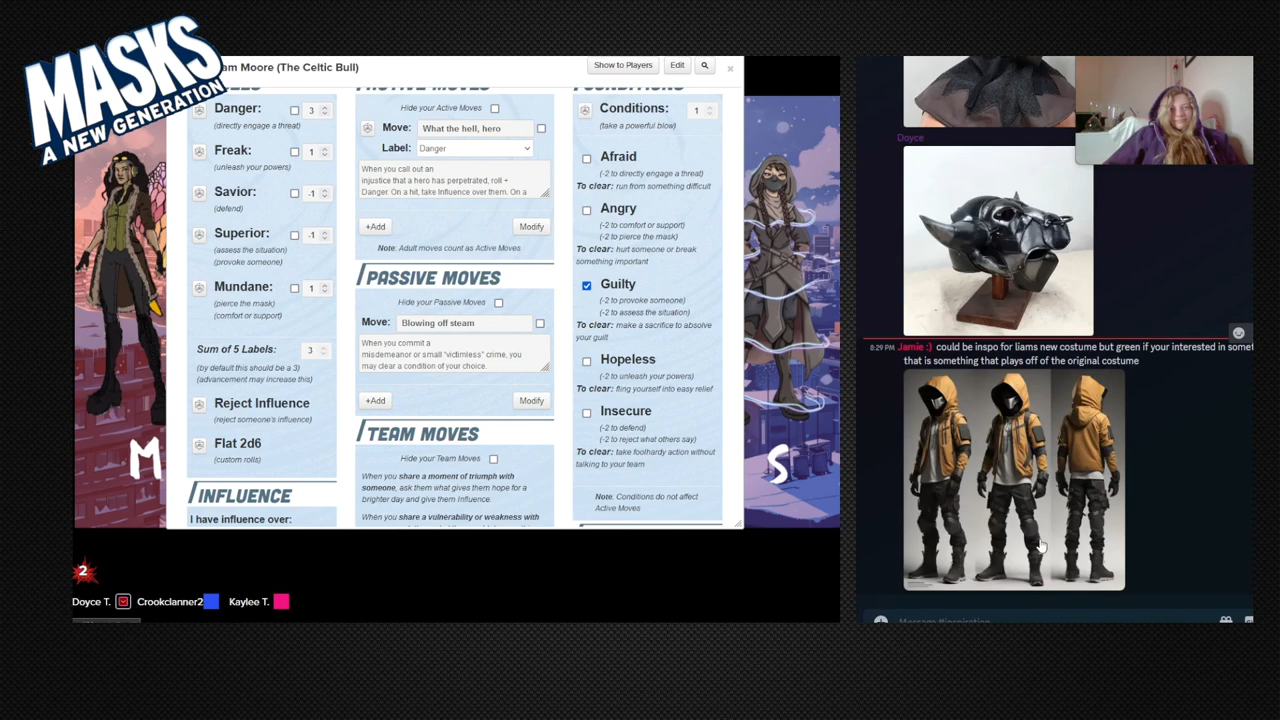 MASKS
A NEW GENERATION
am Moore (The Celtic Bull)
Show to Players
Edit
Danger:
3
(directly engage a threat)
Freak:
1
(unleash your powers)
Savior:
-1
(defend)
Superior:
-1
(assess the situation)
(provoke someone)
Mundane:
1
(pierce the mask)
(comfort or support)
Sum of 5 Labels:
3
(by default this should be a 3)
(advancement may increase this)
Reject Influence
(reject someone's influence)
Flat 2d6
(custom rolls)
INFLUENCE
I have influence over:
Hide your Active Moves
Move:
What the hell, hero
Label:
Danger
When you call out an
injustice that a hero has perpetrated, roll +
Danger. On a hit, take Influence over them. On a
+Add
Modify
Note: Adult moves count as Active Moves
PASSIVE MOVES
Hide your Passive Moves
Move:
Blowing off steam
When you commit a
misdemeanor or small "victimless" crime, you
may clear a condition of your choice.
+Add
Modify
TEAM MOVES
Hide your Team Moves
When you share a moment of triumph with
someone, ask them what gives them hope for a
brighter day and give them Influence.
When you share a vulnerability or weakness with
Conditions:
1
(take a powerful blow)
Afraid
(-2 to directly engage a threat)
To clear: run from something difficult
Angry
(-2 to comfort or support)
(-2 to pierce the mask)
To clear: hurt someone or break
something important
Guilty
(-2 to provoke someone)
(-2 to assess the situation)
To clear: make a sacrifice to absolve
your guilt
Hopeless
(-2 to unleash your powers)
To clear: fling yourself into easy relief
Insecure
(-2 to defend)
(-2 to reject what others say)
To clear: take foolhardy action without
talking to your team
Note: Conditions do not affect
Active Moves
M
S
2
Doyce T.
Crookclanner2
Kaylee T.
Doyce
8:29 PM Jamie :) could be inspo for liams new costume but green if your interested in
that is something that plays off of the original costume
Message #inspiration